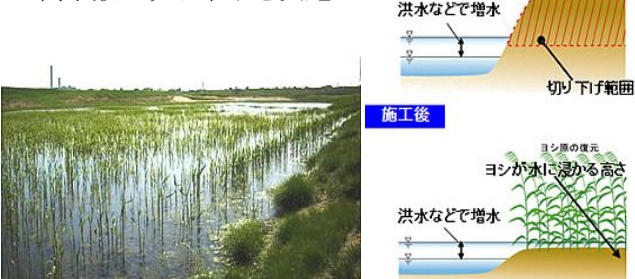 洪水などで増水
切り下げ範囲
施工後
ヨシ原の復元
ヨシが水に浸かる高さ
洪水などで増水